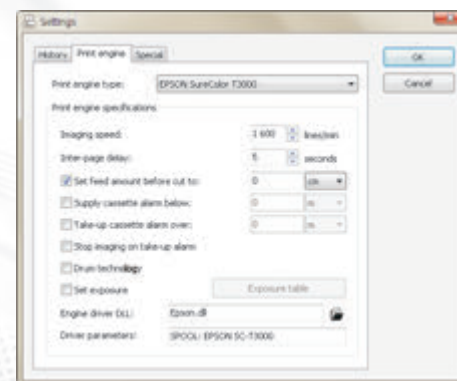 Settings
History Print engine Special
OK
Cancel
Print engine type: EPSON SureColor T3000
Print engine specifications
Imaging speed: 1 600 lines/min
Inter-page delay: 5 seconds
Set feed amount before cut to: 0 cm
Supply cassette alarm below: 0 m
Take-up cassette alarm over: 0 m
Stop imaging on take-up alarm
Drum technology
Set exposure Exposure table
Engine driver DLL: Epson.dll
Driver parameters: SPOOL: EPSON SC-T3000